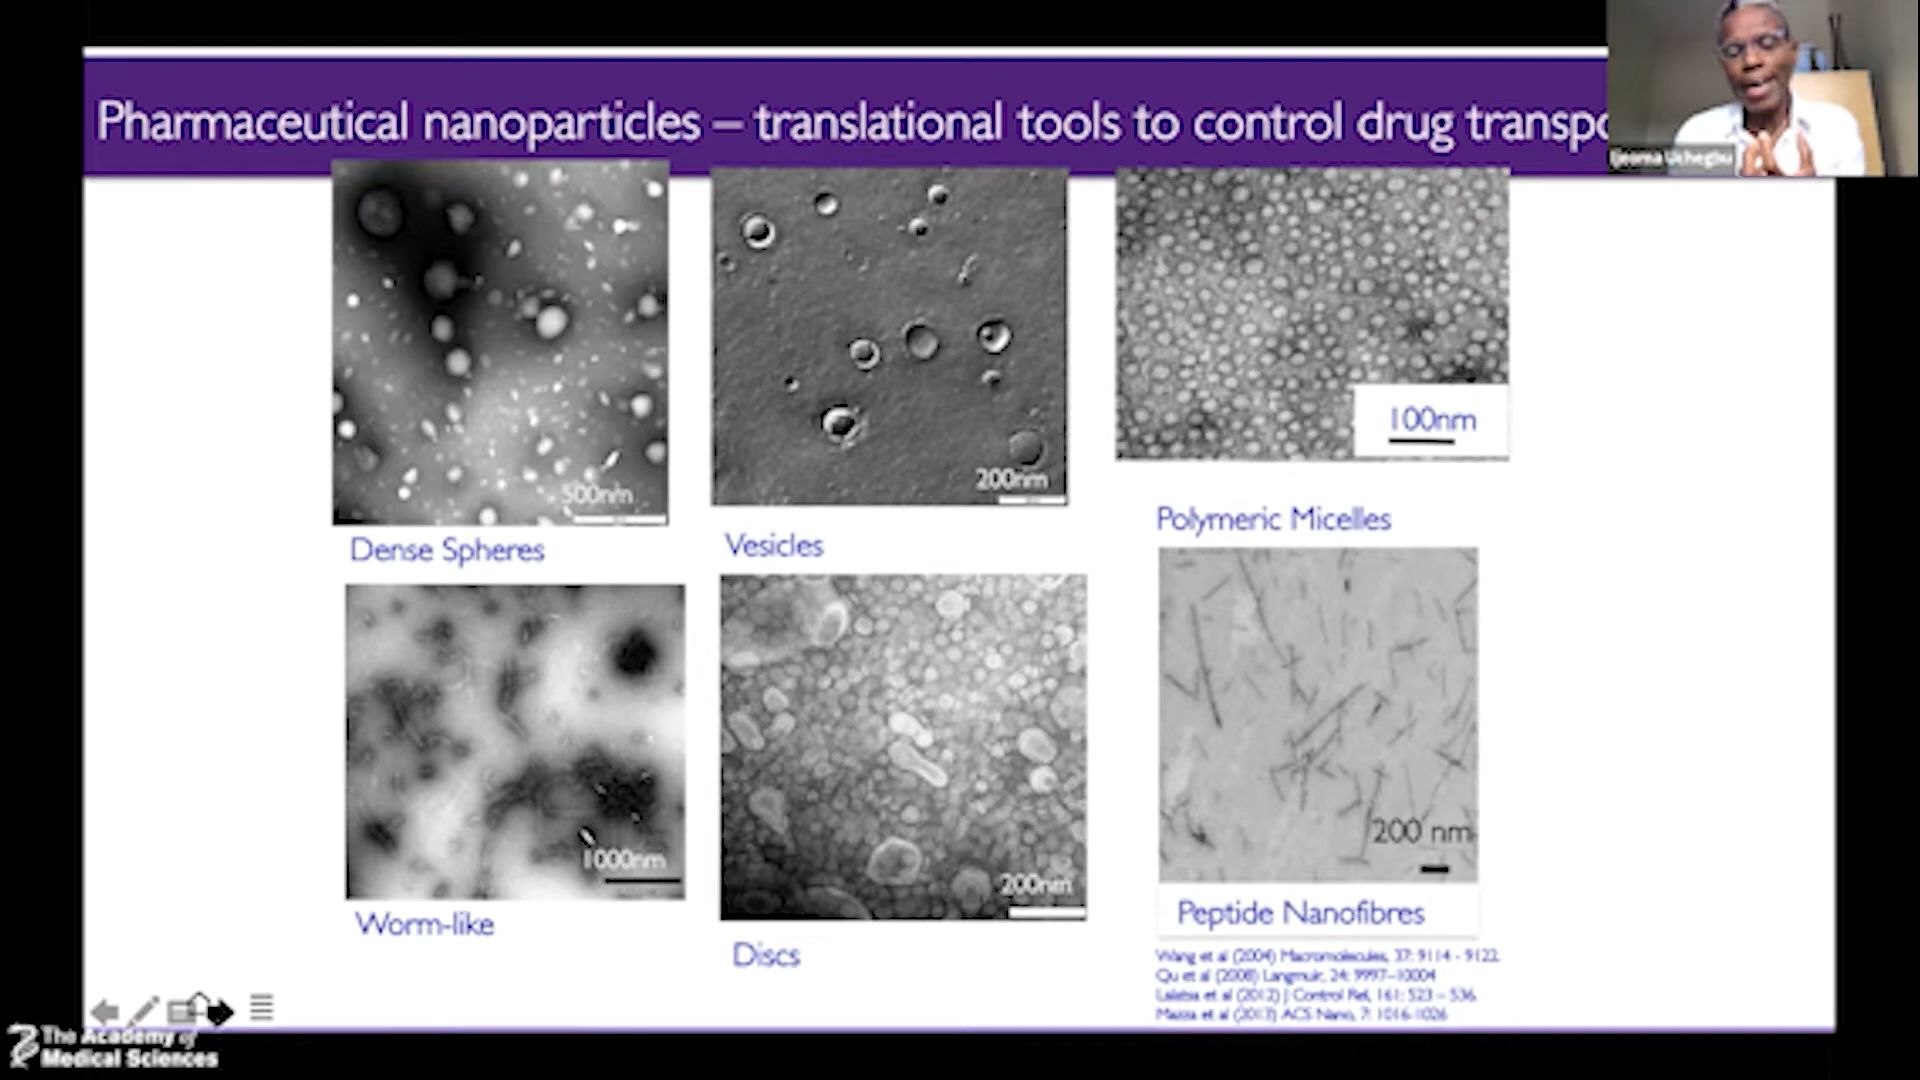 Pharmaceutical nanoparticles – translational tools to control drug transpo
Ijeoma Uchegbu
500nm
200nm
100nm
Dense Spheres
Vesicles
Polymeric Micelles
1000nm
200nm
200 nm
Worm-like
Discs
Peptide Nanofibres
Wang et al (2004) Macromolecules, 37: 9114 - 9122.
Qu et al (2008) Langmuir, 24: 9997–10004
Lalatsa et al (2012) J Control Rel, 161: 523 – 536.
Mazza et al (2013) ACS Nano, 7: 1016-1026
The Academy of
Medical Sciences